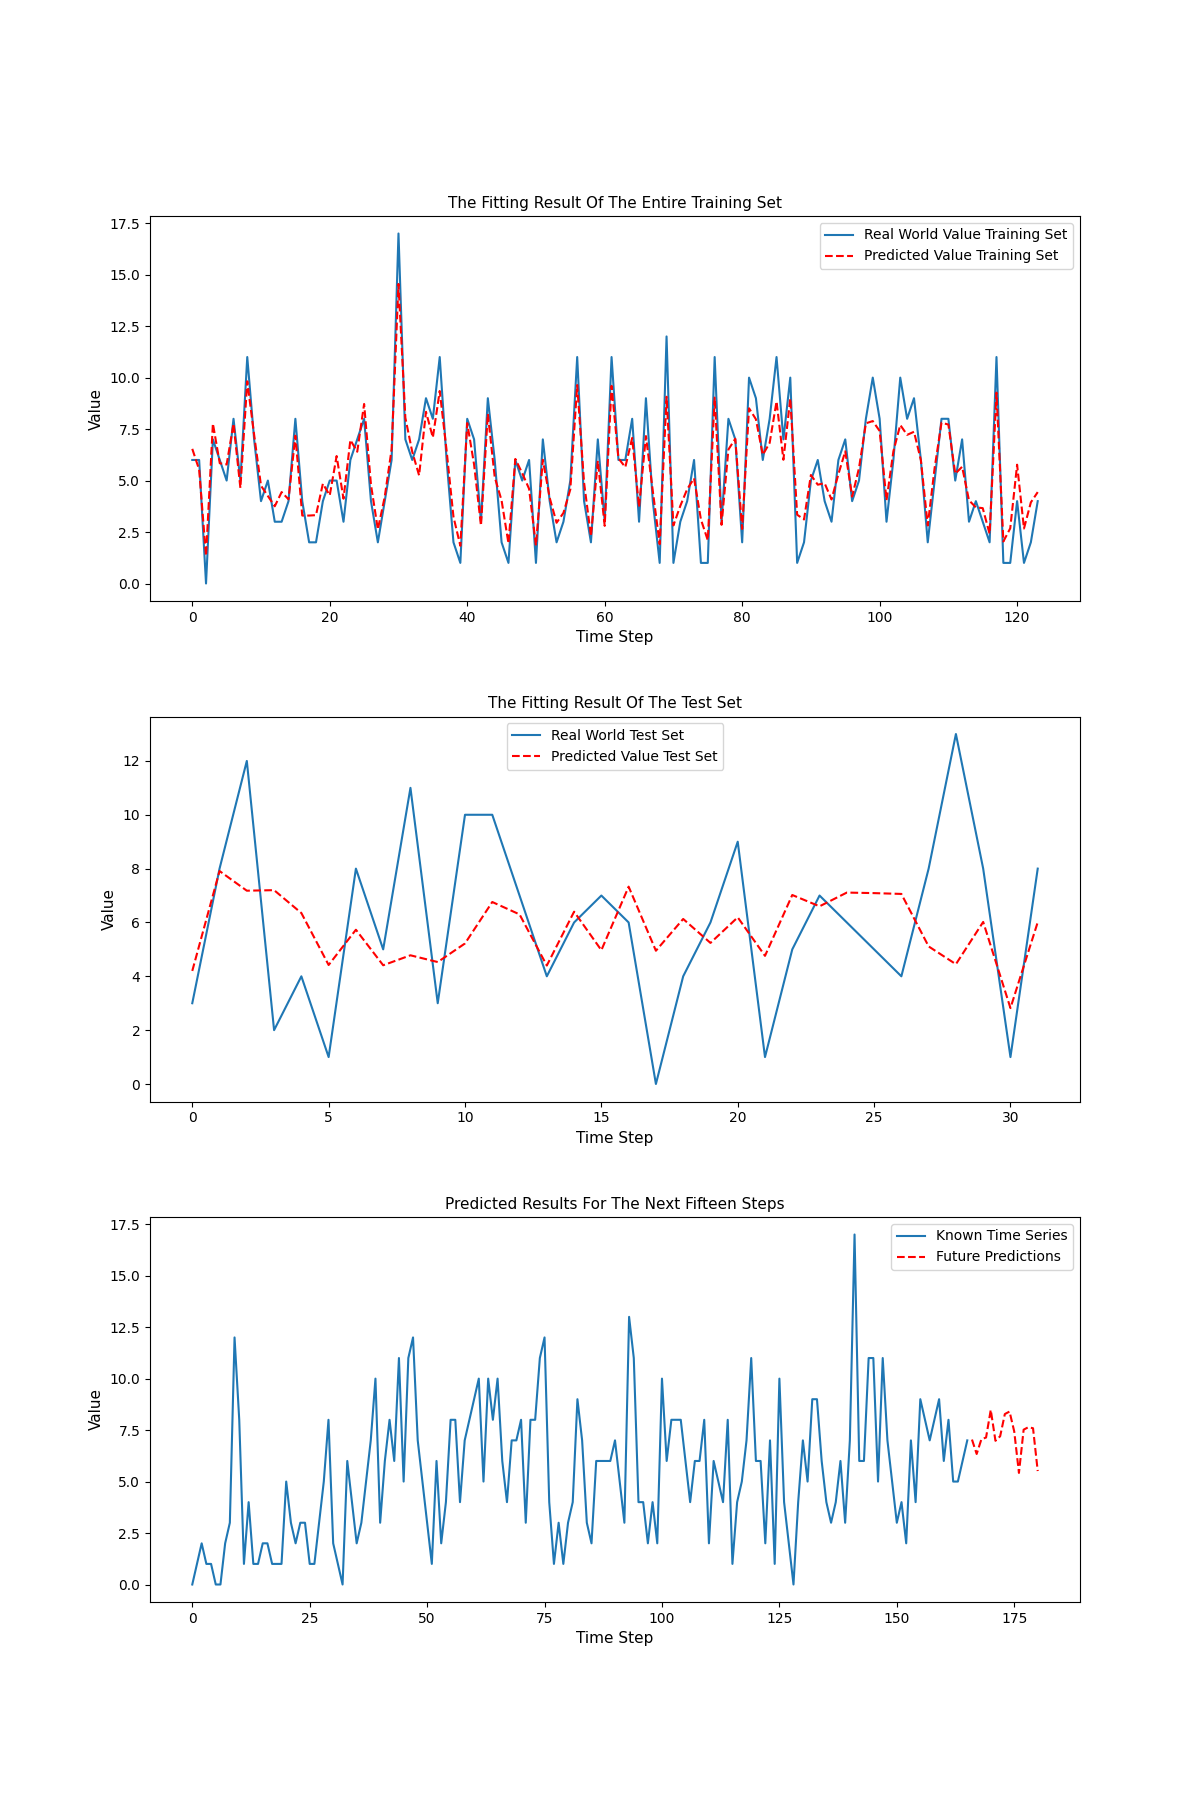 The Fitting Result Of The Entire Training Set
17.5
15.0
12.5
10.0
7.5
5.0
2.5
0.0
Value
Real World Value Training Set
Predicted Value Training Set
0 20 40 60 80 100 120
Time Step
The Fitting Result Of The Test Set
12
10
8
6
4
2
0
Value
Real World Test Set
Predicted Value Test Set
0 5 10 15 20 25 30
Time Step
Predicted Results For The Next Fifteen Steps
17.5
15.0
12.5
10.0
7.5
5.0
2.5
0.0
Value
Known Time Series
Future Predictions
0 25 50 75 100 125 150 175
Time Step